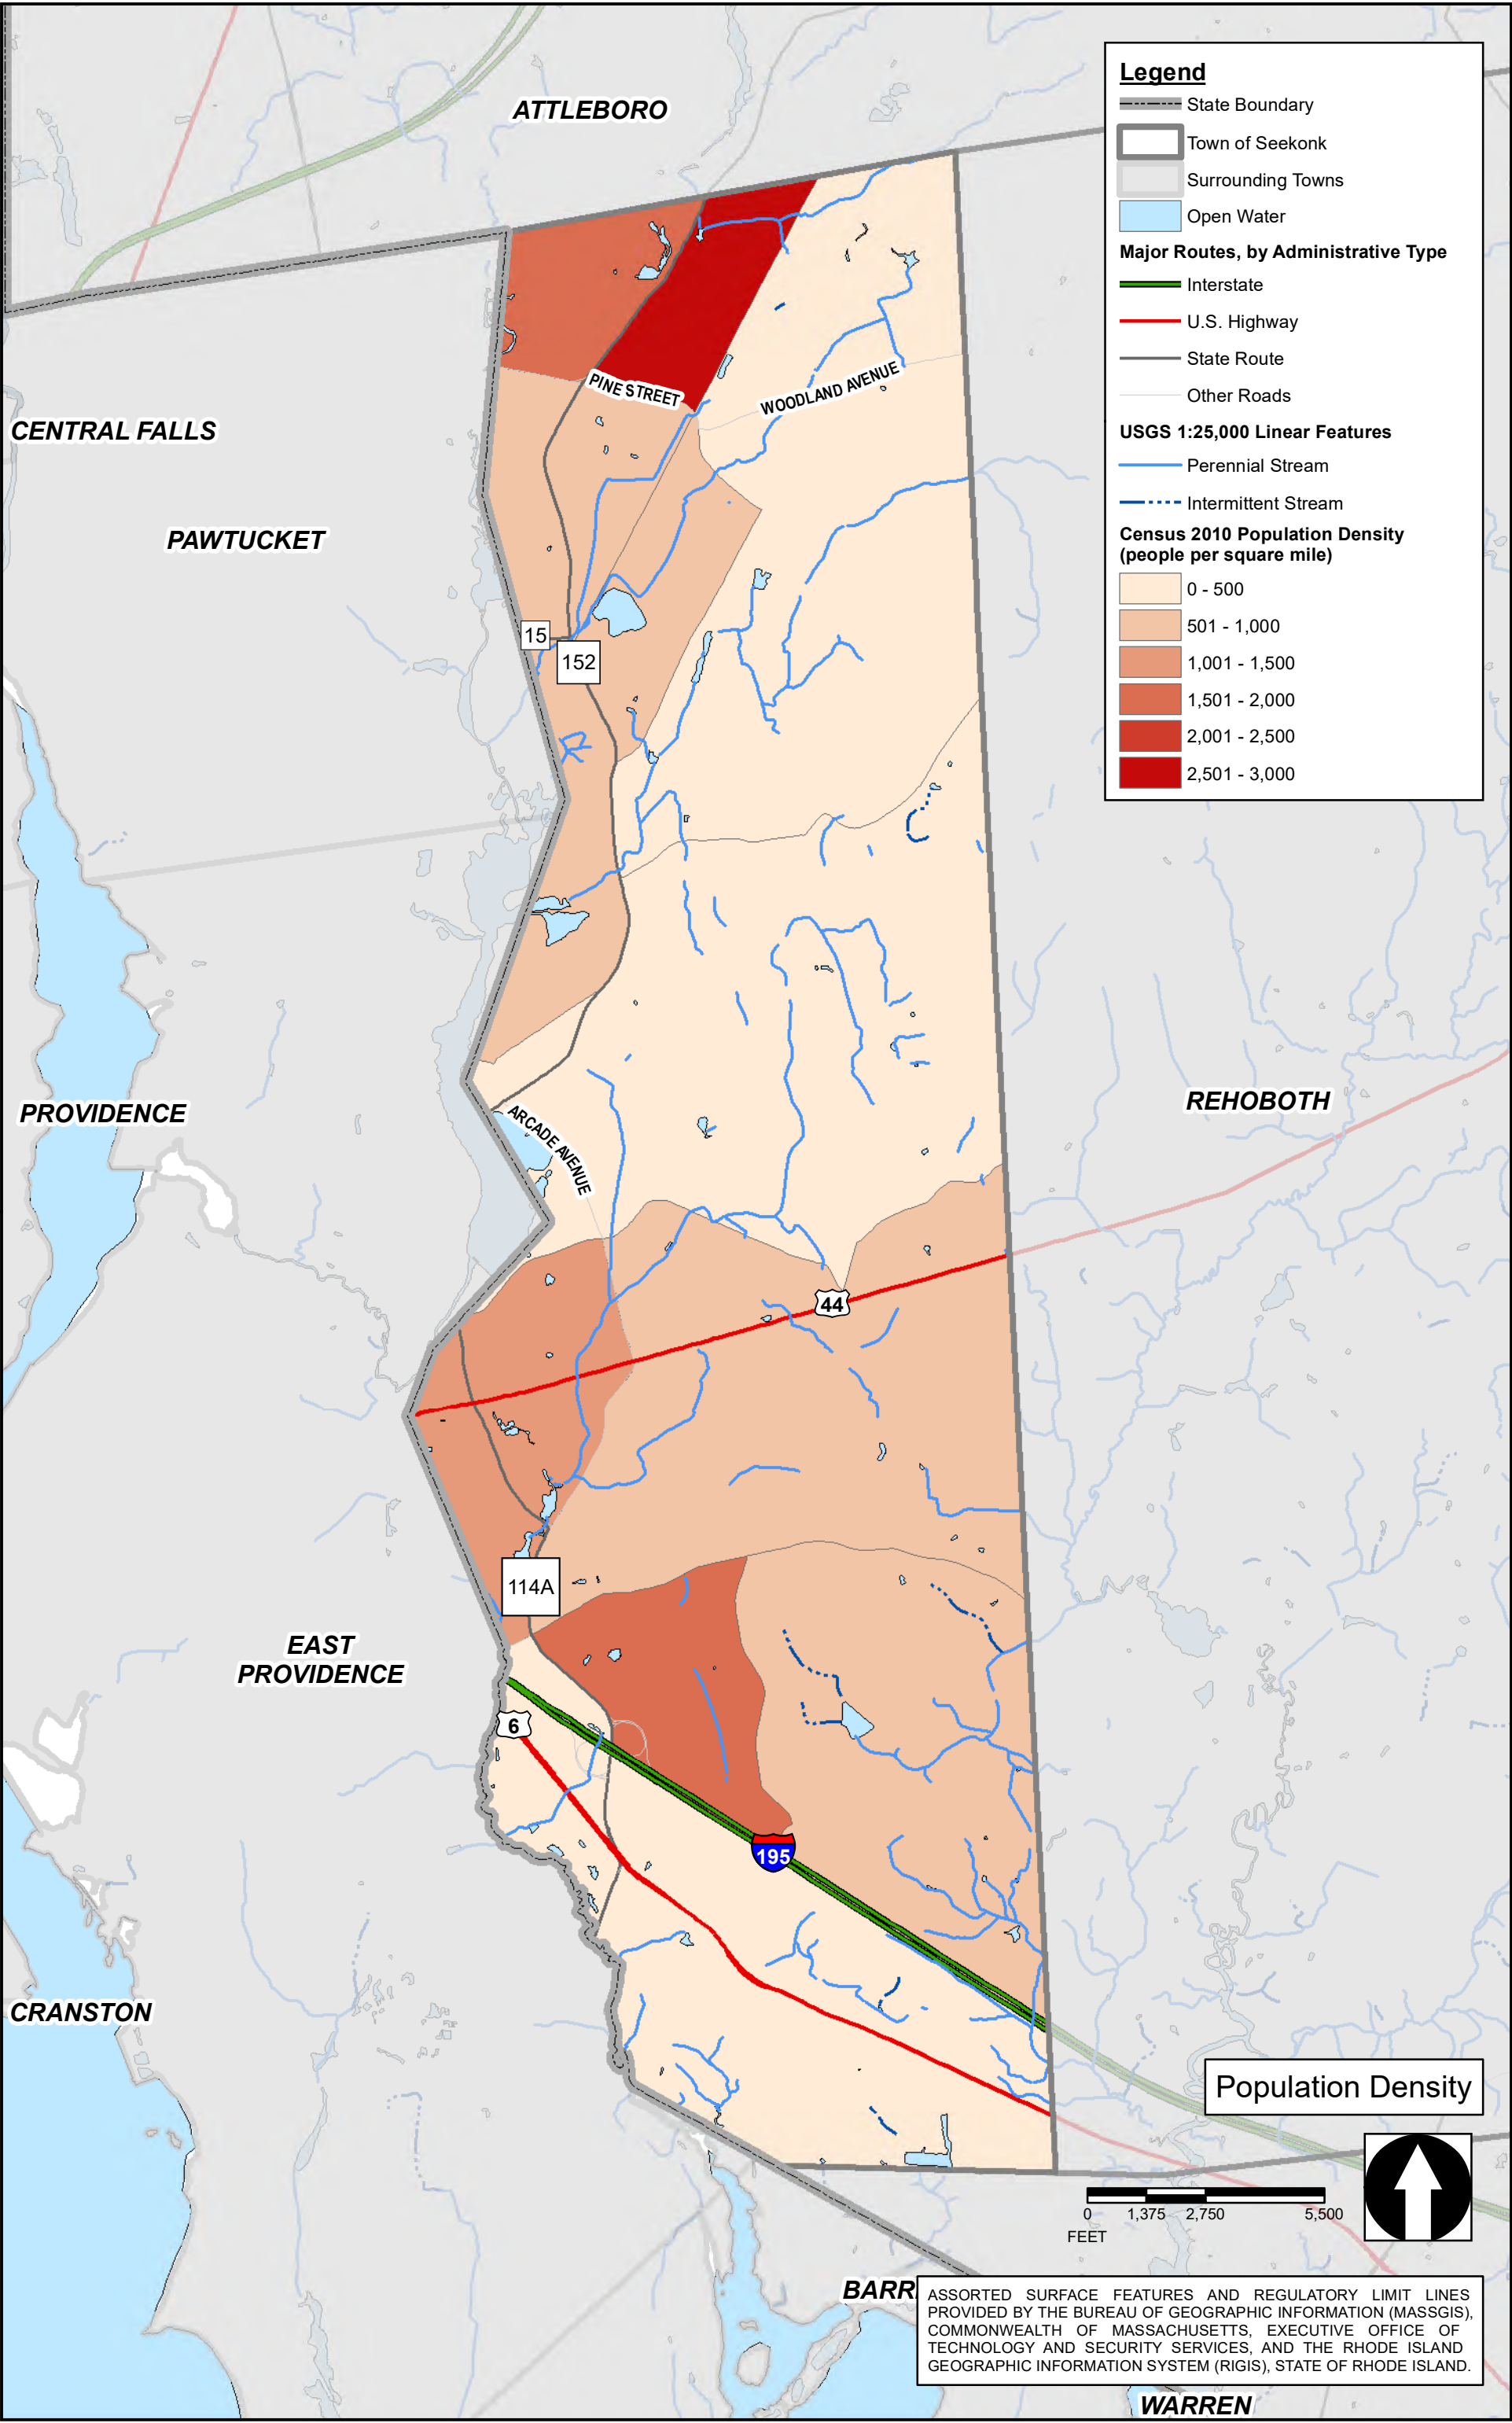 ATTLEBORO
Legend
State Boundary
Town of Seekonk
Surrounding Towns
Open Water
Major Routes, by Administrative Type
Interstate
U.S. Highway
State Route
Other Roads
USGS 1:25,000 Linear Features
Perennial Stream
Intermittent Stream
Census 2010 Population Density
(people per square mile)
0 - 500
501 - 1,000
1,001 - 1,500
1,501 - 2,000
2,001 - 2,500
2,501 - 3,000
PINE STREET
WOODLAND AVENUE
CENTRAL FALLS
PAWTUCKET
15
152
PROVIDENCE
ARCADE AVENUE
REHOBOTH
44
114A
EAST
PROVIDENCE
6
195
CRANSTON
Population Density
0 1,375 2,750 5,500
FEET
BARR
ASSORTED SURFACE FEATURES AND REGULATORY LIMIT LINES
PROVIDED BY THE BUREAU OF GEOGRAPHIC INFORMATION (MASSGIS),
COMMONWEALTH OF MASSACHUSETTS, EXECUTIVE OFFICE OF
TECHNOLOGY AND SECURITY SERVICES, AND THE RHODE ISLAND
GEOGRAPHIC INFORMATION SYSTEM (RIGIS), STATE OF RHODE ISLAND.
WARREN